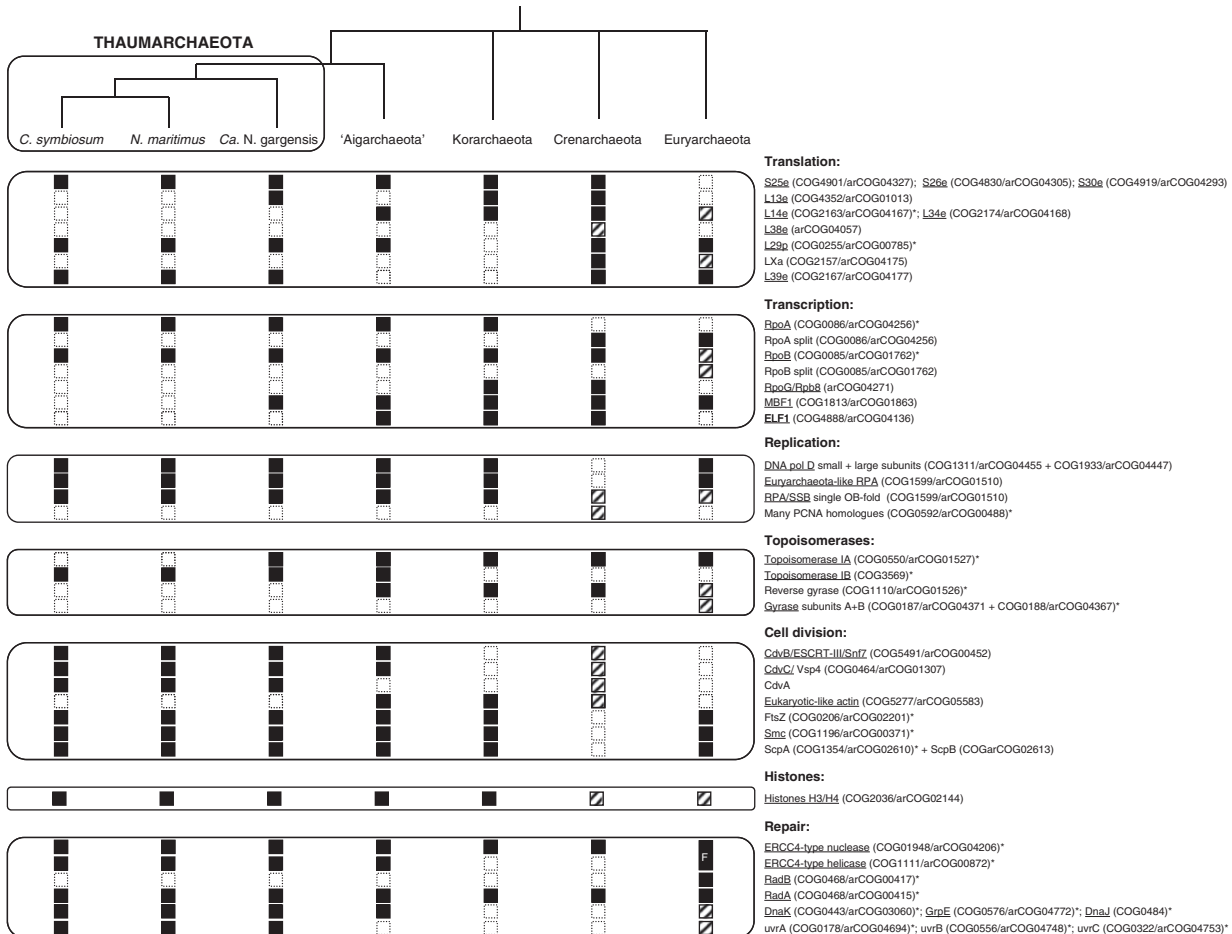 THAUMARCHAEOTA
C. symbiosum N. maritimus Ca. N. gargensis 'Aigarchaeota' Korarchaeota Crenarchaeota Euryarchaeota
Translation:
S25e (COG4901/arCOG04327); S26e (COG4830/arCOG04305); S30e (COG4919/arCOG04293)
L13e (COG4352/arCOG01013)
L14e (COG2163/arCOG04167)*; L34e (COG2174/arCOG04168)
L38e (arCOG04057)
L29p (COG0255/arCOG00785)*
LXa (COG2157/arCOG04175)
L39e (COG2167/arCOG04177)
Transcription:
RpoA (COG0086/arCOG04256)*
RpoA split (COG0086/arCOG04256)
RpoB (COG0085/arCOG01762)*
RpoB split (COG0085/arCOG01762)
RpoG/Rpb8 (arCOG04271)
MBF1 (COG1813/arCOG01863)
ELF1 (COG4888/arCOG04136)
Replication:
DNA pol D small + large subunits (COG1311/arCOG04455 + COG1933/arCOG04447)
Euryarchaeota-like RPA (COG1599/arCOG01510)
RPA/SSB single OB-fold (COG1599/arCOG01510)
Many PCNA homologues (COG0592/arCOG00488)*
Topoisomerases:
Topoisomerase IA (COG0550/arCOG01527)*
Topoisomerase IB (COG3569)*
Reverse gyrase (COG1110/arCOG01526)*
Gyrase subunits A+B (COG0187/arCOG04371 + COG0188/arCOG04367)*
Cell division:
CdvB/ESCRT-III/Snf7 (COG5491/arCOG00452)
CdvC/ Vsp4 (COG0464/arCOG01307)
CdvA
Eukaryotic-like actin (COG5277/arCOG05583)
FtsZ (COG0206/arCOG02201)*
Smc (COG1196/arCOG00371)*
ScpA (COG1354/arCOG02610)* + ScpB (COGarCOG02613)
Histones:
Histones H3/H4 (COG2036/arCOG02144)
Repair:
ERCC4-type nuclease (COG01948/arCOG04206)*
F
ERCC4-type helicase (COG1111/arCOG00872)*
RadB (COG0468/arCOG00417)*
RadA (COG0468/arCOG00415)*
DnaK (COG0443/arCOG03060)*; GrpE (COG0576/arCOG04772)*; DnaJ (COG0484)*
uvrA (COG0178/arCOG04694)*; uvrB (COG0556/arCOG04748)*; uvrC (COG0322/arCOG04753)*